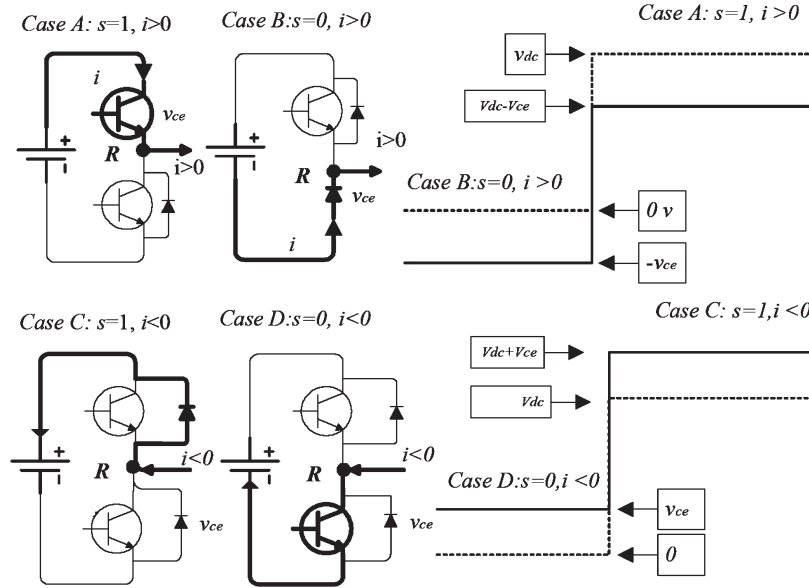 Case A: s=1, i>0
Case B:s=0, i>0
Case A: s=1, i >0
i
vce
+
R
i>0
+
i>0
R
vce
i
vdc
Vdc-Vce
Case B:s=0, i >0
0 v
-vce
Case C: s=1, i<0
Case D:s=0, i<0
Case C: s=1,i <0
+
R
i<0
vce
+
R
i<0
vce
Vdc+Vce
Vdc
Case D:s=0,i <0
vce
0